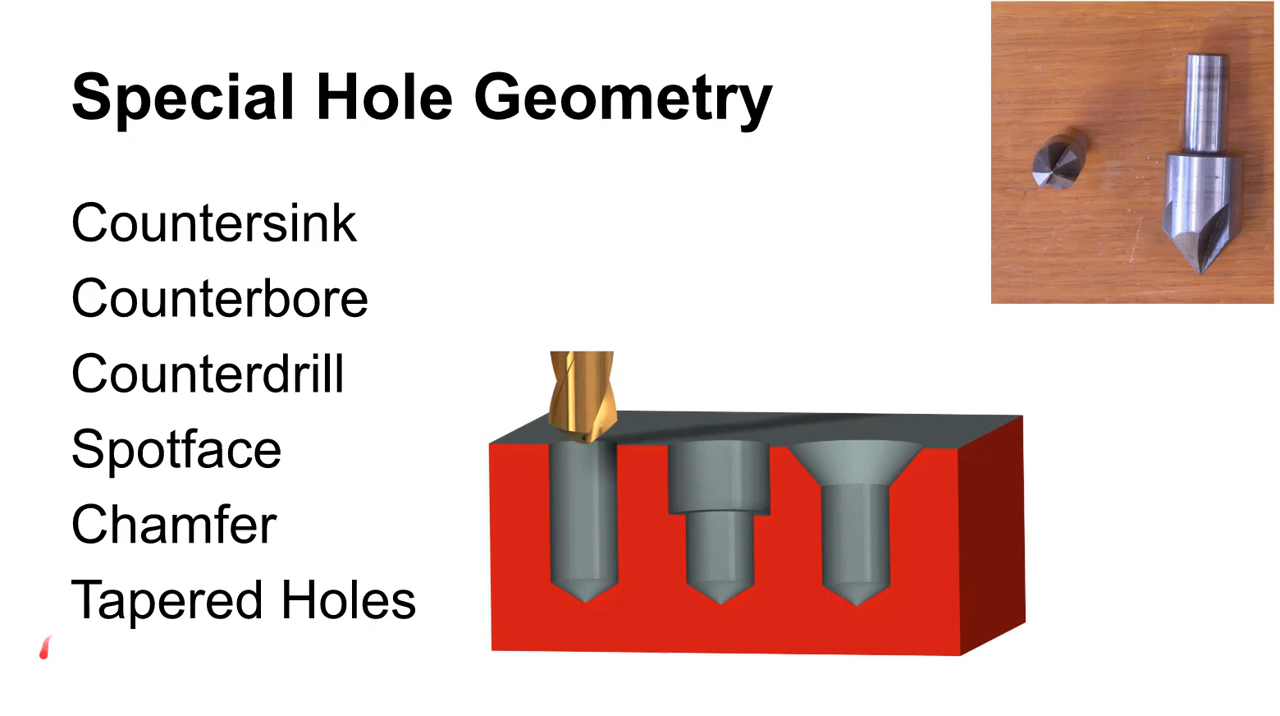 Special Hole Geometry
Countersink
Counterbore
Counterdrill
Spotface
Chamfer
Tapered Holes